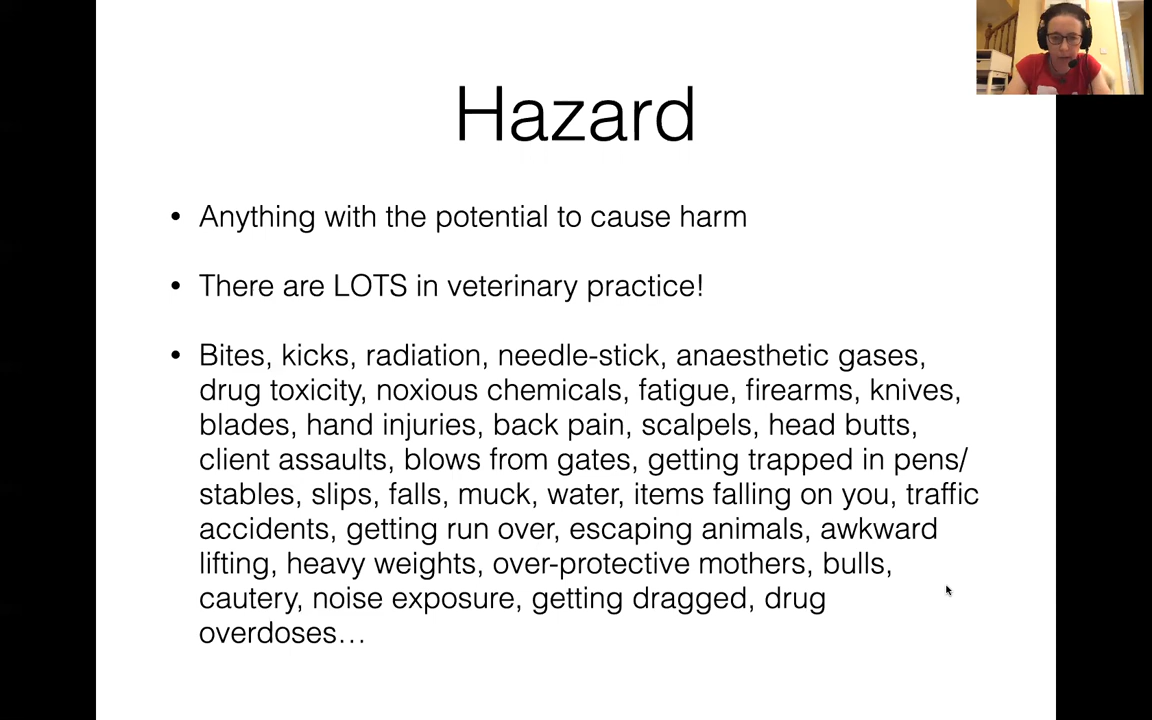 Hazard
• Anything with the potential to cause harm
• There are LOTS in veterinary practice!
• Bites, kicks, radiation, needle-stick, anaesthetic gases,
drug toxicity, noxious chemicals, fatigue, firearms, knives,
blades, hand injuries, back pain, scalpels, head butts,
client assaults, blows from gates, getting trapped in pens/
stables, slips, falls, muck, water, items falling on you, traffic
accidents, getting run over, escaping animals, awkward
lifting, heavy weights, over-protective mothers, bulls,
cautery, noise exposure, getting dragged, drug
overdoses…